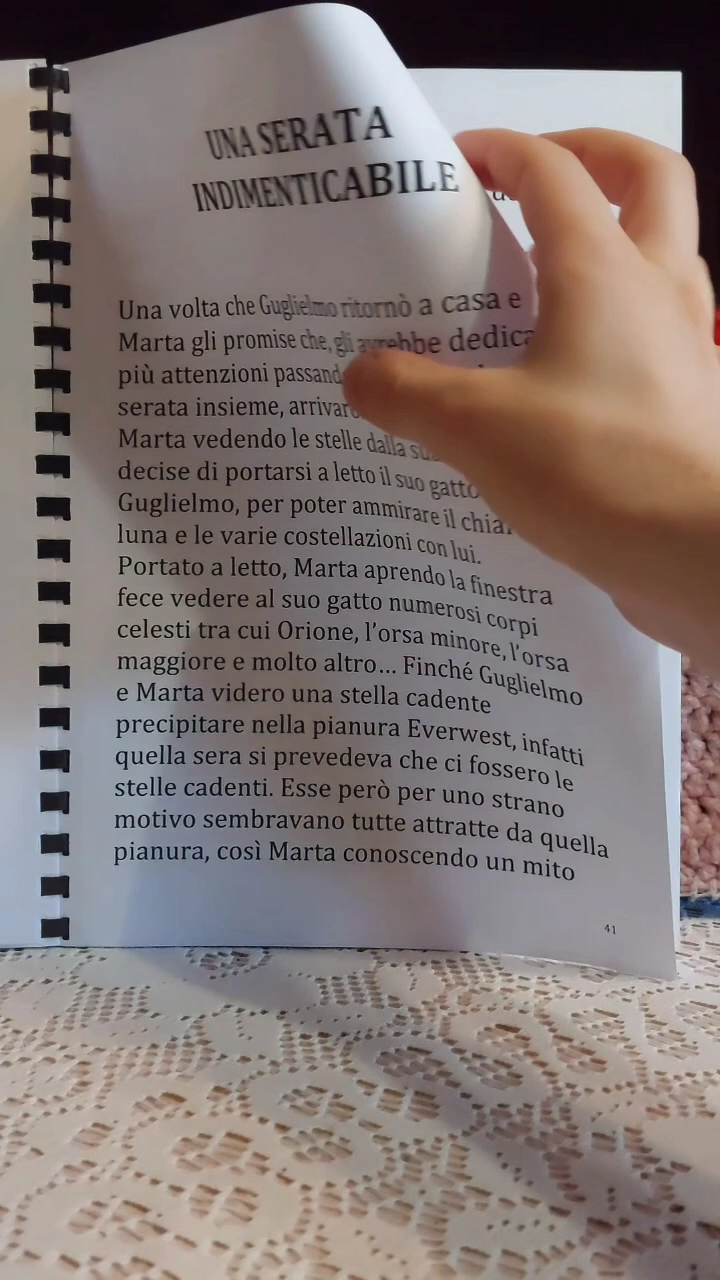 UNA SERATA
INDIMENTICABILE
Una volta che Guglielmo ritornò a casa e
Marta gli promise che, gli avrebbe
più attenzioni
serata insieme,
Marta vedendo le stelle dalla
decise di portarsi a letto il suo gatto
Guglielmo, per poter ammirare il
luna e le varie costellazioni con lui.
Portato a letto, Marta aprendo la finestra
fece vedere al suo gatto numerosi corpi
celesti tra cui Orione, l'orsa minore, l'orsa
maggiore e molto altro... Finché Guglielmo
e Marta videro una stella cadente
precipitare nella pianura Everwest, infatti
quella sera si prevedeva che ci fossero le
stelle cadenti. Esse però per uno strano
motivo sembravano tutte attratte da quella
pianura, così Marta conoscendo un mito
41